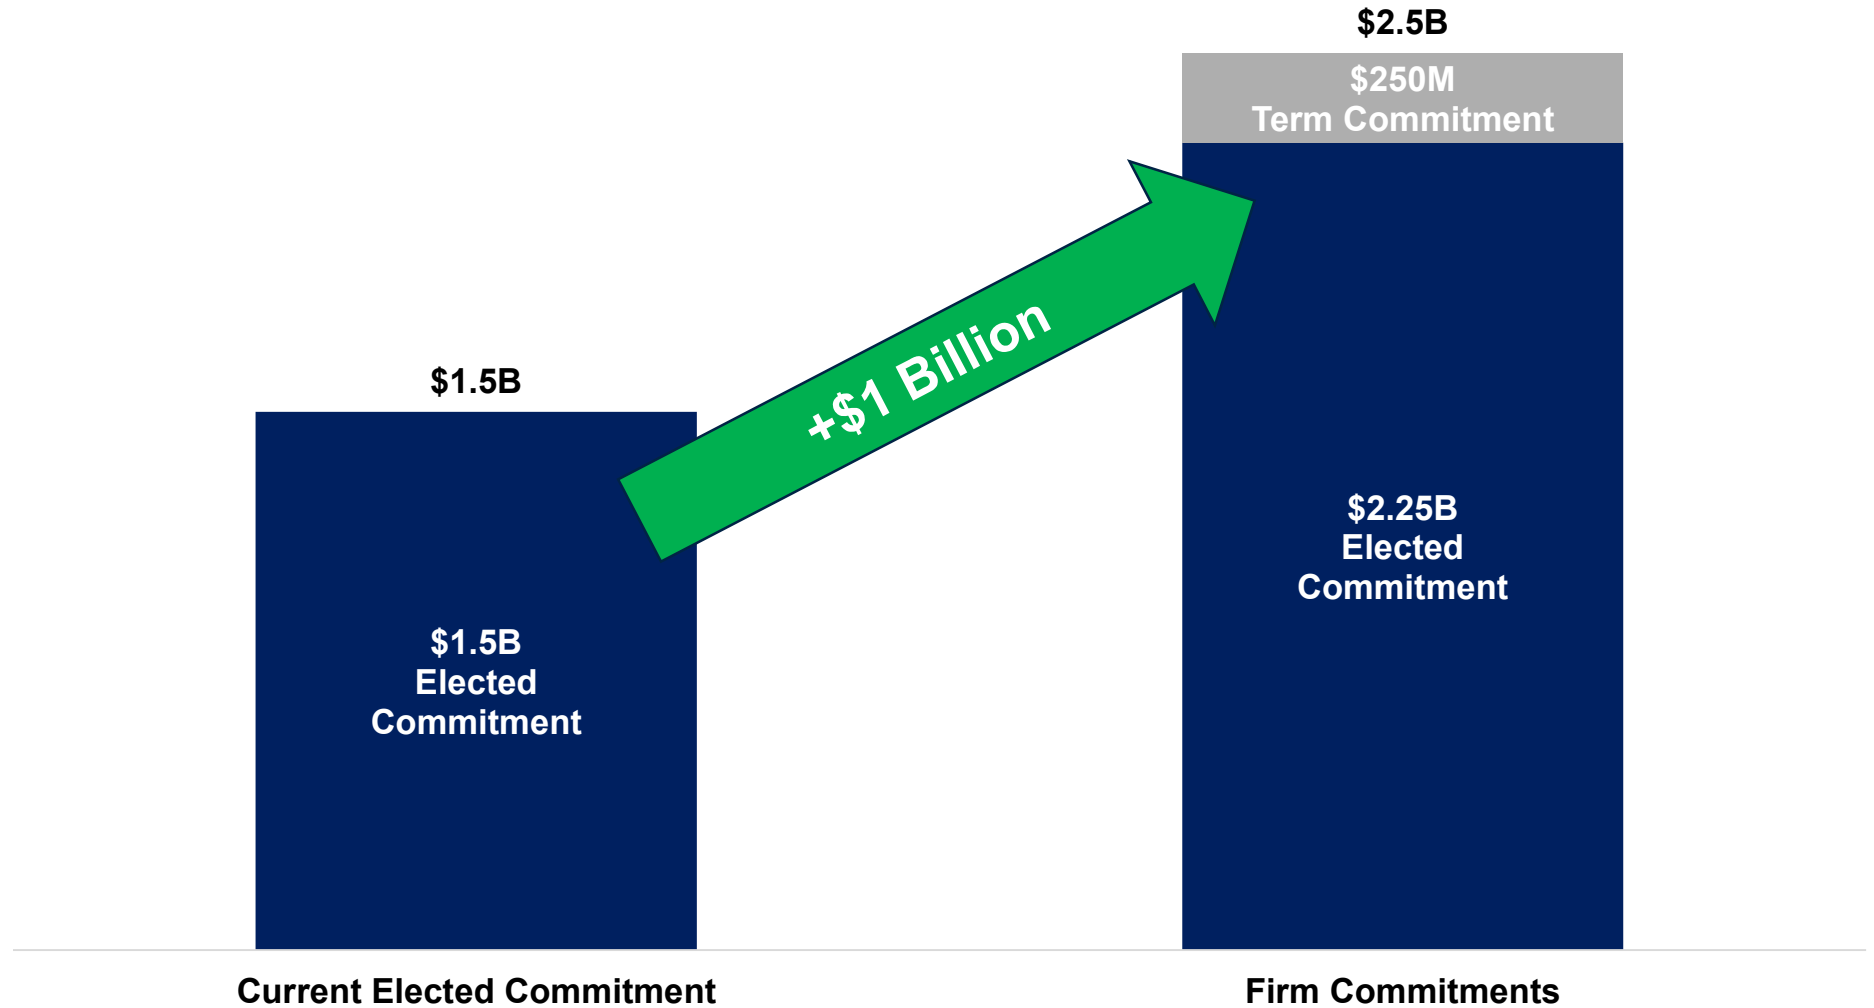 $2.5B
$250M
Term Commitment
+$1 Billion
$1.5B
$2.25B
Elected
Commitment
$1.5B
Elected
Commitment
Current Elected Commitment
Firm Commitments